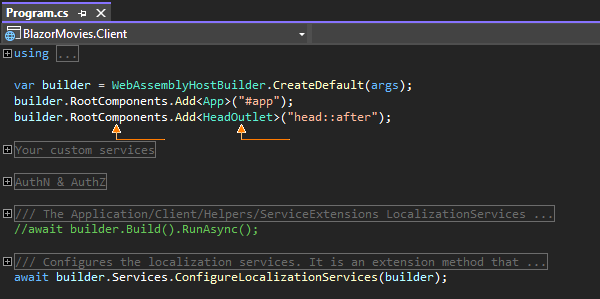 Program.cs
BlazorMovies.Client
using ...
var builder = WebAssemblyHostBuilder.CreateDefault(args);
builder.RootComponents.Add<App>("#app");
builder.RootComponents.Add<HeadOutlet>("head::after");
Your custom services
AuthN & AuthZ
/// The Application/Client/Helpers/ServiceExtensions LocalizationServices ...
//await builder.Build().RunAsync();
/// Configures the localization services. It is an extension method that ...
await builder.Services.ConfigureLocalizationServices(builder);